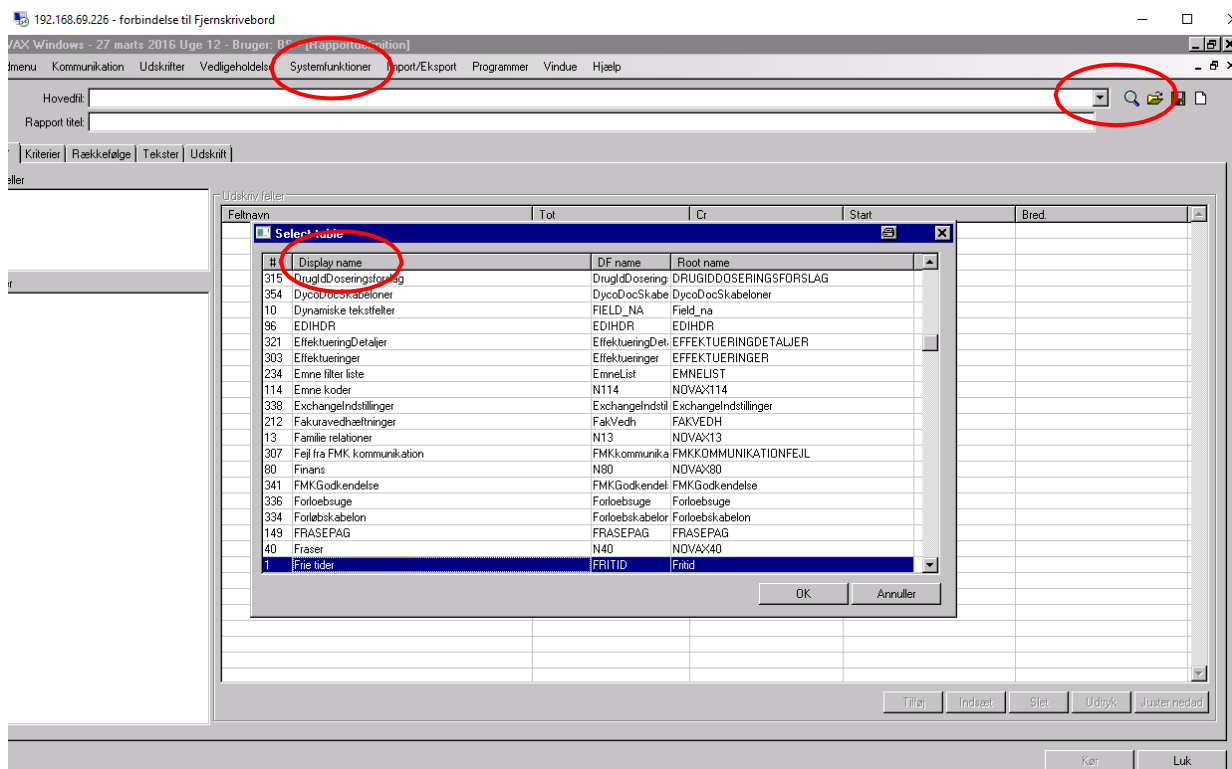 192.168.69.226 - forbindelse til Fjernskrivebord
VAX Windows - 27 marts 2016 Uge 12 - Bruger: BS - [Rapportdefinition]
dmenu Kommunikation Udskrifter Vedligeholdelse Systemfunktioner Import/Eksport Programmer Vindue Hjælp
Hovedfil:
Rapport titel:
Kriterier Rækkefølge Tekster Udskrift
eller
Udskriv felter
Feltnavn Tot Cr Start Bred.
Select table
# Display name DF name Root name
315 DrugIdDoseringsforslag DrugIdDosering: DRUGIDDOSERINGSFORSLAG
354 DycoDocSkabeloner DycoDocSkabe DycoDocSkabeloner
10 Dynamiske tekstfelter FIELD_NA Field_na
96 EDIHDR EDIHDR EDIHDR
321 EffektueringDetaljer EffektueringDet EFFEKTUERINGDETALJER
303 Effektueringer Effektueringer EFFEKTUERINGER
234 Emne filter liste EmneList EMNELIST
114 Emne koder N114 NOVAX114
338 ExchangeIndstillinger ExchangeIndstil ExchangeIndstillinger
212 Fakuravedhæftninger FakVedh FAKVEDH
13 Familie relationer N13 NOVAX13
307 Fejl fra FMK kommunikation FMKkommunika FMKKOMMUNIKATIONFEJL
80 Finans N80 NOVAX80
341 FMKGodkendelse FMKGodkendel FMKGodkendelse
336 Forloebsuge Forloebsuge Forloebsuge
334 Forløbskabelon Forloebskabelor Forloebskabelon
149 FRASEPAG FRASEPAG FRASEPAG
40 Fraser N40 NOVAX40
1 Frie tider FRITID Fritid
OK Annuller
Tilføj Indsæt Slet Udtryk Juster nedad
Kør Luk